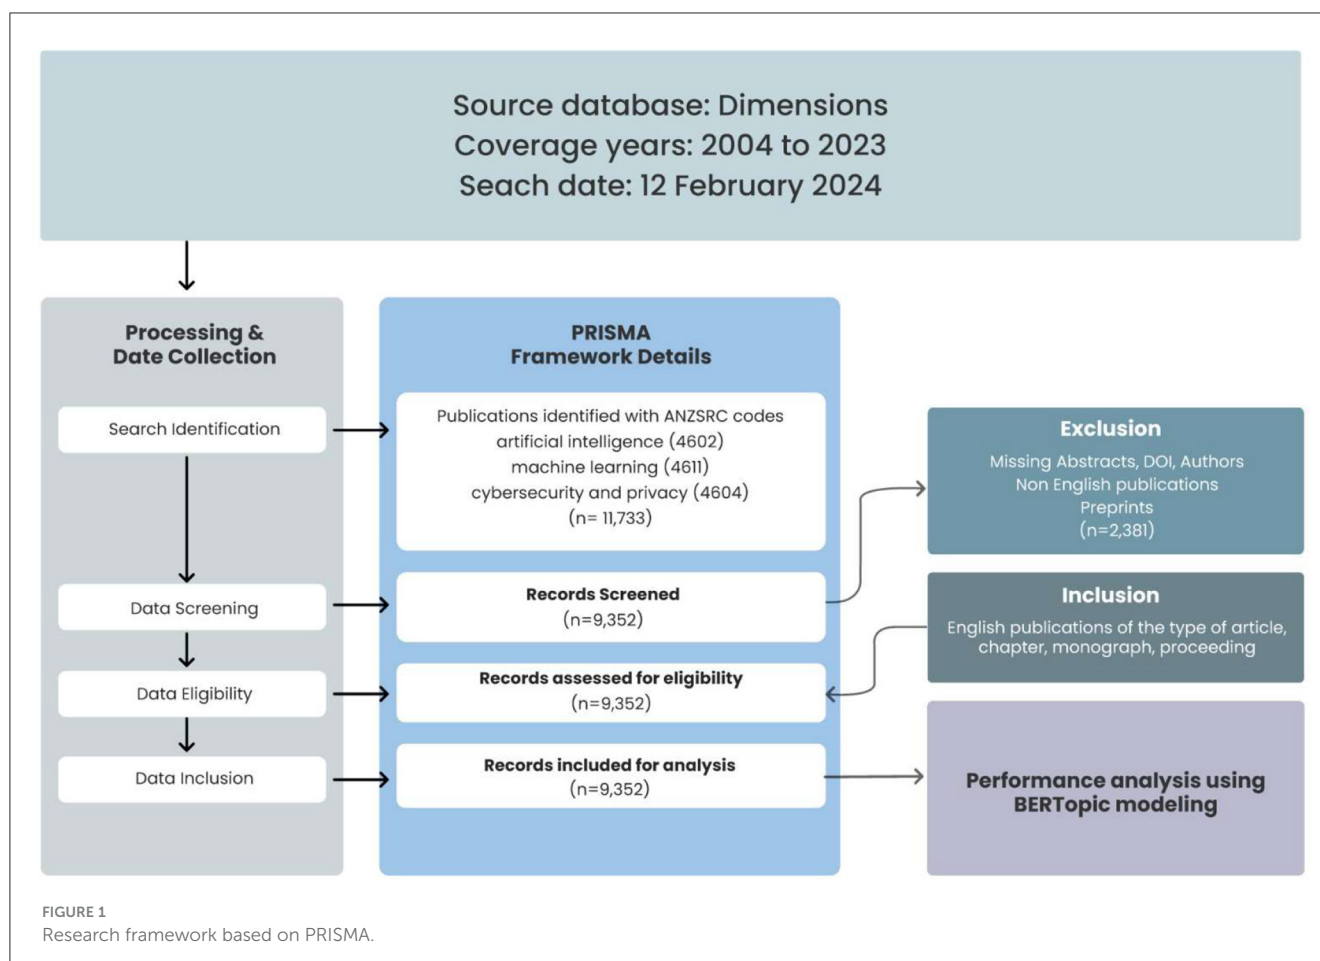 Source database: Dimensions
Coverage years: 2004 to 2023
Seach date: 12 February 2024
Processing &
Date Collection
Search Identification
Data Screening
Data Eligibility
Data Inclusion
PRISMA
Framework Details
Publications identified with ANZSRC codes
artificial intelligence (4602)
machine learning (4611)
cybersecurity and privacy (4604)
(n= 11,733)
Records Screened
(n=9,352)
Records assessed for eligibility
(n=9,352)
Records included for analysis
(n=9,352)
Exclusion
Missing Abstracts, DOI, Authors
Non English publications
Preprints
(n=2,381)
Inclusion
English publications of the type of article,
chapter, monograph, proceeding
Performance analysis using
BERTopic modeling
FIGURE 1
Research framework based on PRISMA.